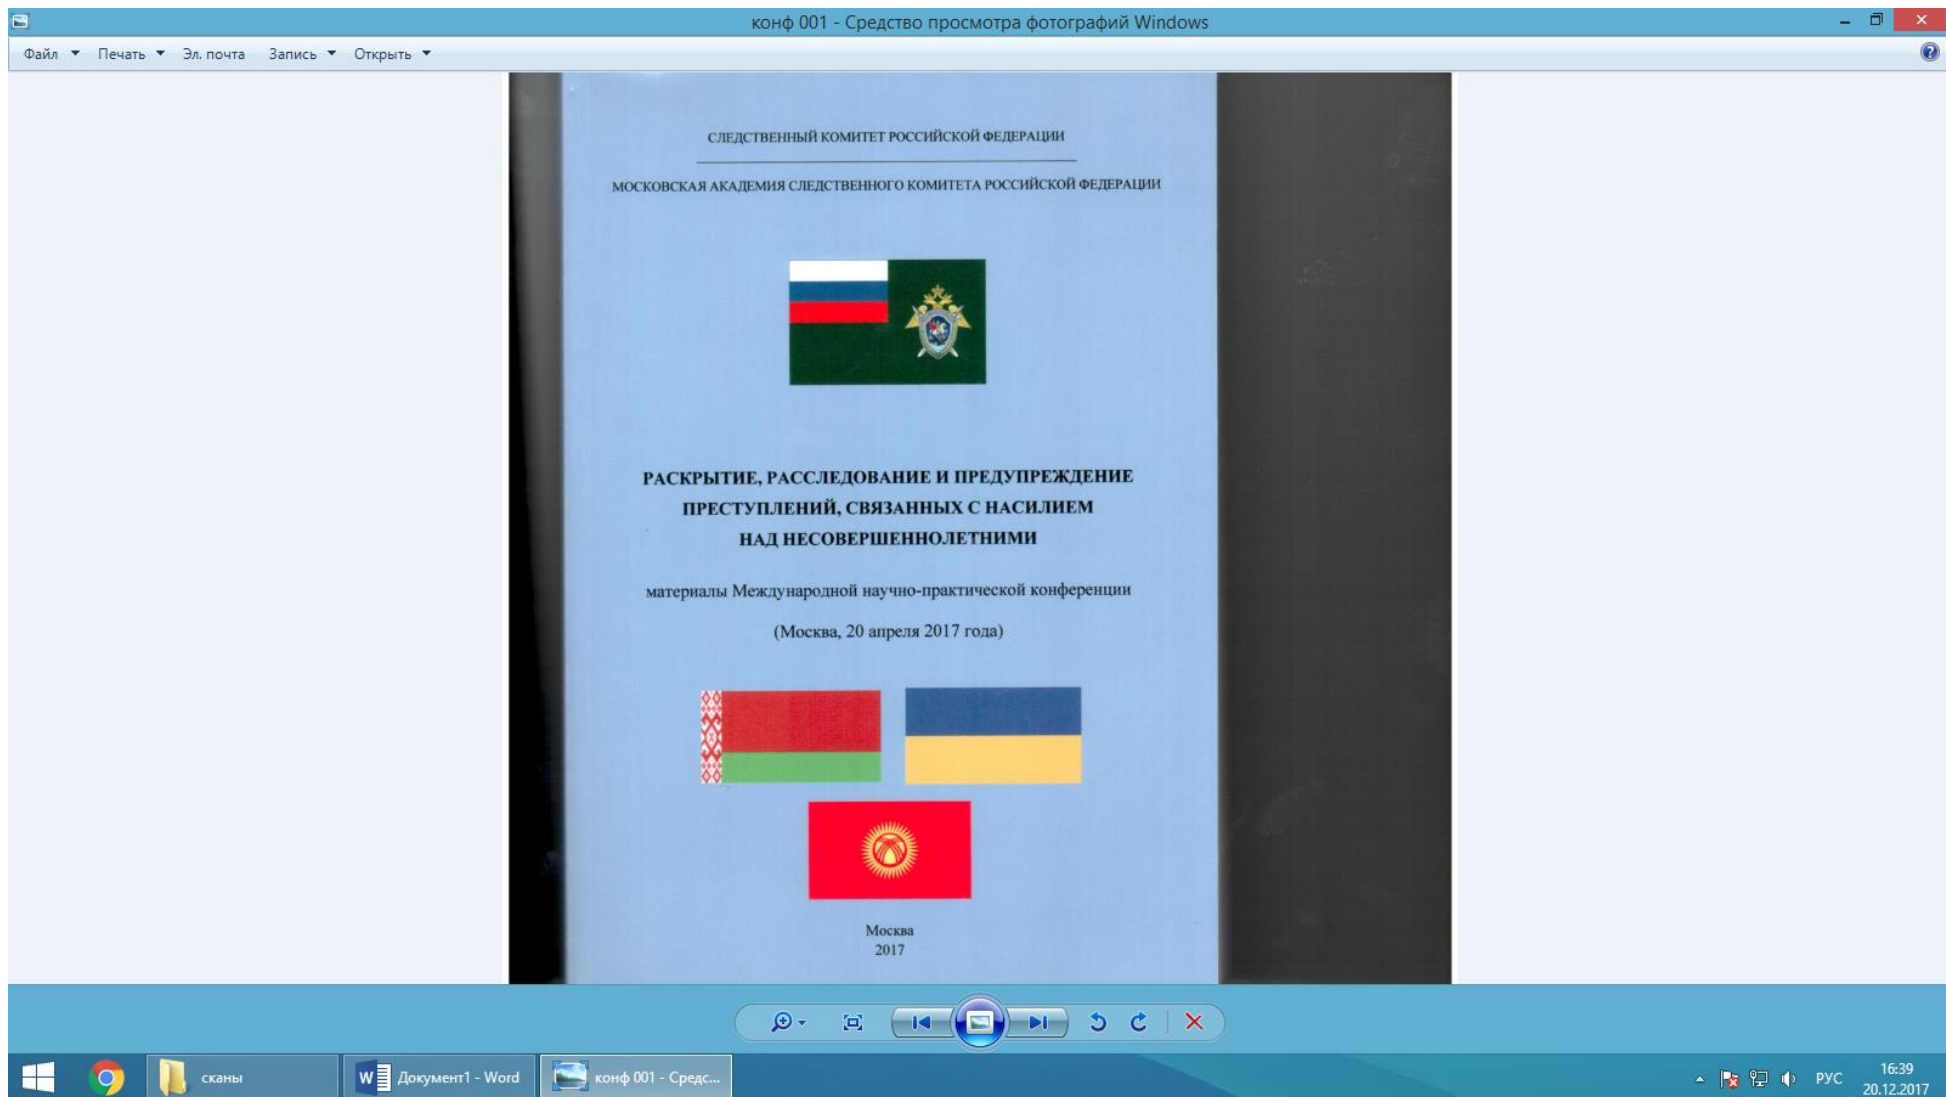 конф 001 - Средство просмотра фотографий Windows
Файл Печать Эл. почта Запись Открыть
СЛЕДСТВЕННЫЙ КОМИТЕТ РОССИЙСКОЙ ФЕДЕРАЦИИ
МОСКОВСКАЯ АКАДЕМИЯ СЛЕДСТВЕННОГО КОМИТЕТА РОССИЙСКОЙ ФЕДЕРАЦИИ
РАСКРЫТИЕ, РАССЛЕДОВАНИЕ И ПРЕДУПРЕЖДЕНИЕ
ПРЕСТУПЛЕНИЙ, СВЯЗАННЫХ С НАСИЛИЕМ
НАД НЕСОВЕРШЕННОЛЕТНИМИ
материалы Международной научно-практической конференции
(Москва, 20 апреля 2017 года)
Москва
2017
сканы
Документ1 - Word
конф 001 - Средс...
РУС
16:39
20.12.2017